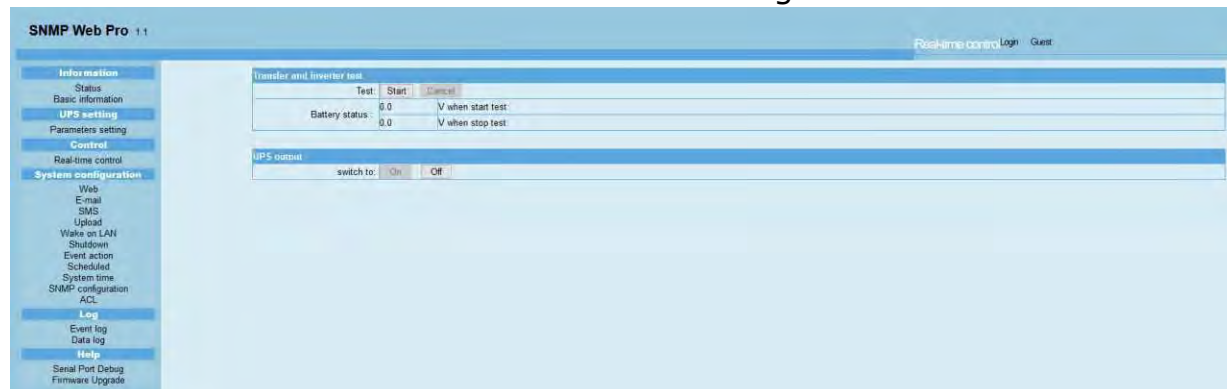 SNMP Web Pro 1.1
Real-time control Login Guest
Information
Status
Basic information
UPS setting
Parameters setting
Control
Real-time control
System configuration
Web
E-mail
SMS
Upload
Wake on LAN
Shutdown
Event action
Scheduled
System time
SNMP configuration
ACL
Log
Event log
Data log
Help
Serial Port Debug
Firmware Upgrade
Transfer and inverter test
Test: Start Cancel
Battery status :
0.0 V when start test
0.0 V when stop test
UPS output
switch to: On Off